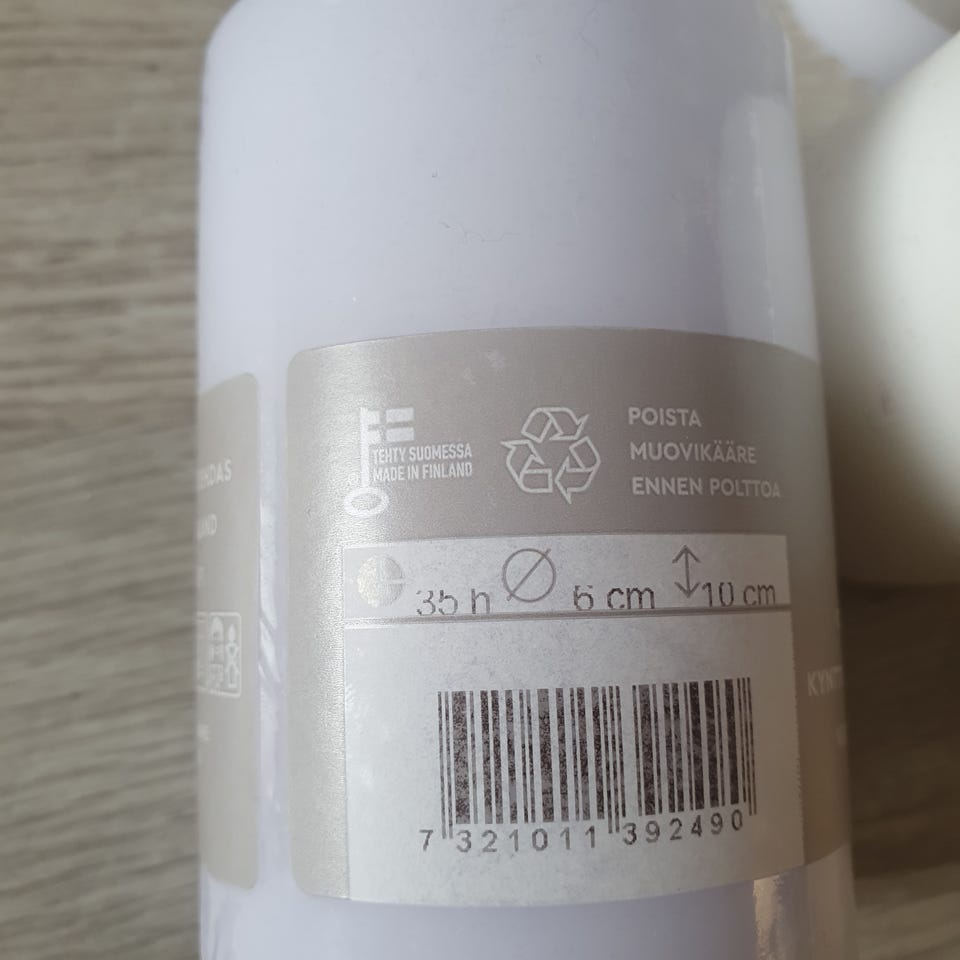 TEHTY SUOMESSA
MADE IN FINLAND
POISTA
MUOVIKÄÄRE
ENNEN POLTTOA
35 h 6 cm 10 cm
7 321011 392490